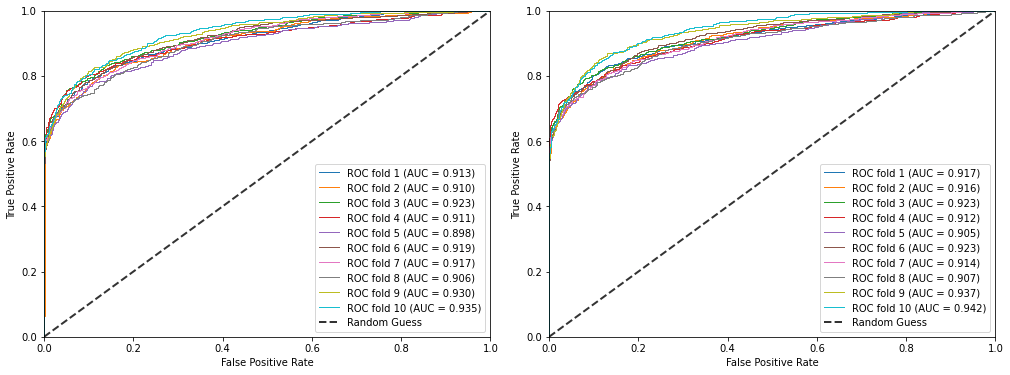 1.0
0.8
0.6
0.4
0.2
0.0
True Positive Rate
0.0
0.2
0.4
0.6
0.8
1.0
False Positive Rate
ROC fold 1 (AUC = 0.913)
ROC fold 2 (AUC = 0.910)
ROC fold 3 (AUC = 0.923)
ROC fold 4 (AUC = 0.911)
ROC fold 5 (AUC = 0.898)
ROC fold 6 (AUC = 0.919)
ROC fold 7 (AUC = 0.917)
ROC fold 8 (AUC = 0.906)
ROC fold 9 (AUC = 0.930)
ROC fold 10 (AUC = 0.935)
Random Guess
1.0
0.8
0.6
0.4
0.2
0.0
True Positive Rate
0.0
0.2
0.4
0.6
0.8
1.0
False Positive Rate
ROC fold 1 (AUC = 0.917)
ROC fold 2 (AUC = 0.916)
ROC fold 3 (AUC = 0.923)
ROC fold 4 (AUC = 0.912)
ROC fold 5 (AUC = 0.905)
ROC fold 6 (AUC = 0.923)
ROC fold 7 (AUC = 0.914)
ROC fold 8 (AUC = 0.907)
ROC fold 9 (AUC = 0.937)
ROC fold 10 (AUC = 0.942)
Random Guess